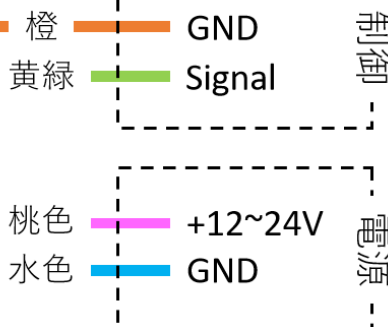 橙 GND
黄緑 Signal
制御
桃色 +12~24V
水色 GND
電源